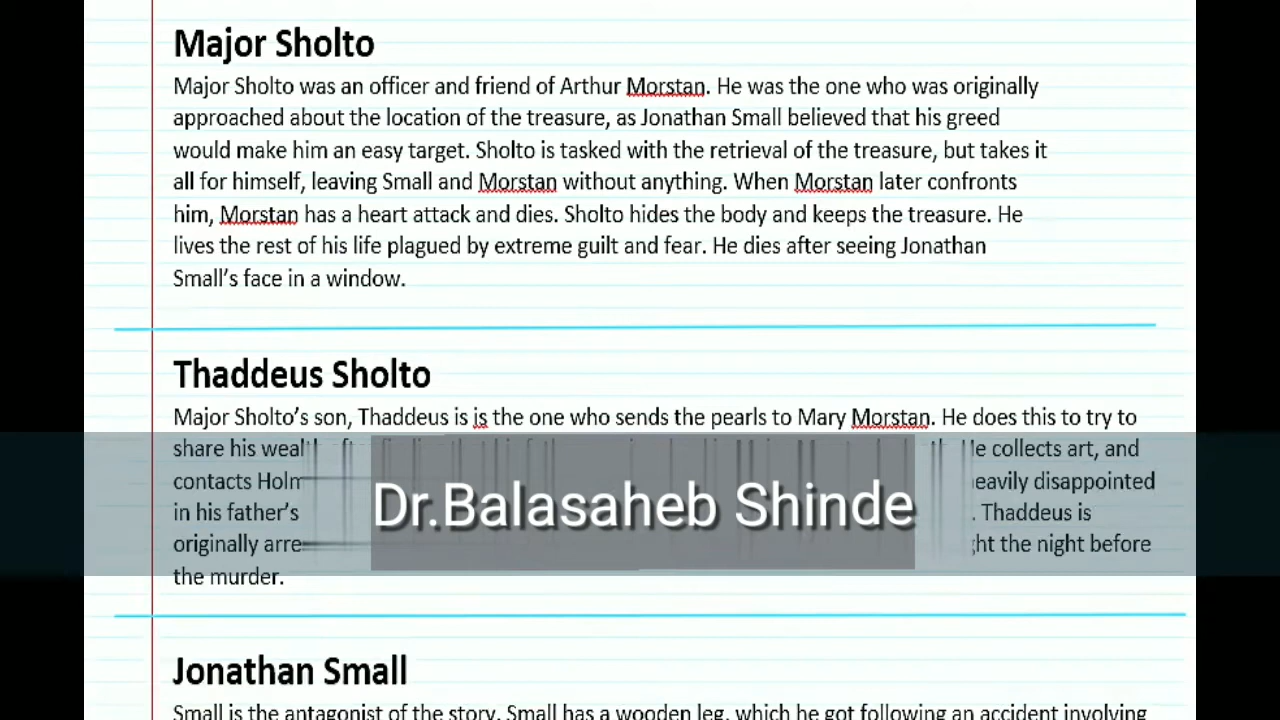 Major Sholto
Major Sholto was an officer and friend of Arthur Morstan. He was the one who was originally
approached about the location of the treasure, as Jonathan Small believed that his greed
would make him an easy target. Sholto is tasked with the retrieval of the treasure, but takes it
all for himself, leaving Small and Morstan without anything. When Morstan later confronts
him, Morstan has a heart attack and dies. Sholto hides the body and keeps the treasure. He
lives the rest of his life plagued by extreme guilt and fear. He dies after seeing Jonathan
Small's face in a window.
Thaddeus Sholto
Major Sholto's son, Thaddeus is is the one who sends the pearls to Mary Morstan. He does this to try to
share his collects art, and
contacts disappointed
in his father's Thaddeus is
originally the night before
the murder.
Dr.Balasaheb Shinde
Jonathan Small
Small is the antagonist of the story. Small has a wooden leg, which he got following an accident involving